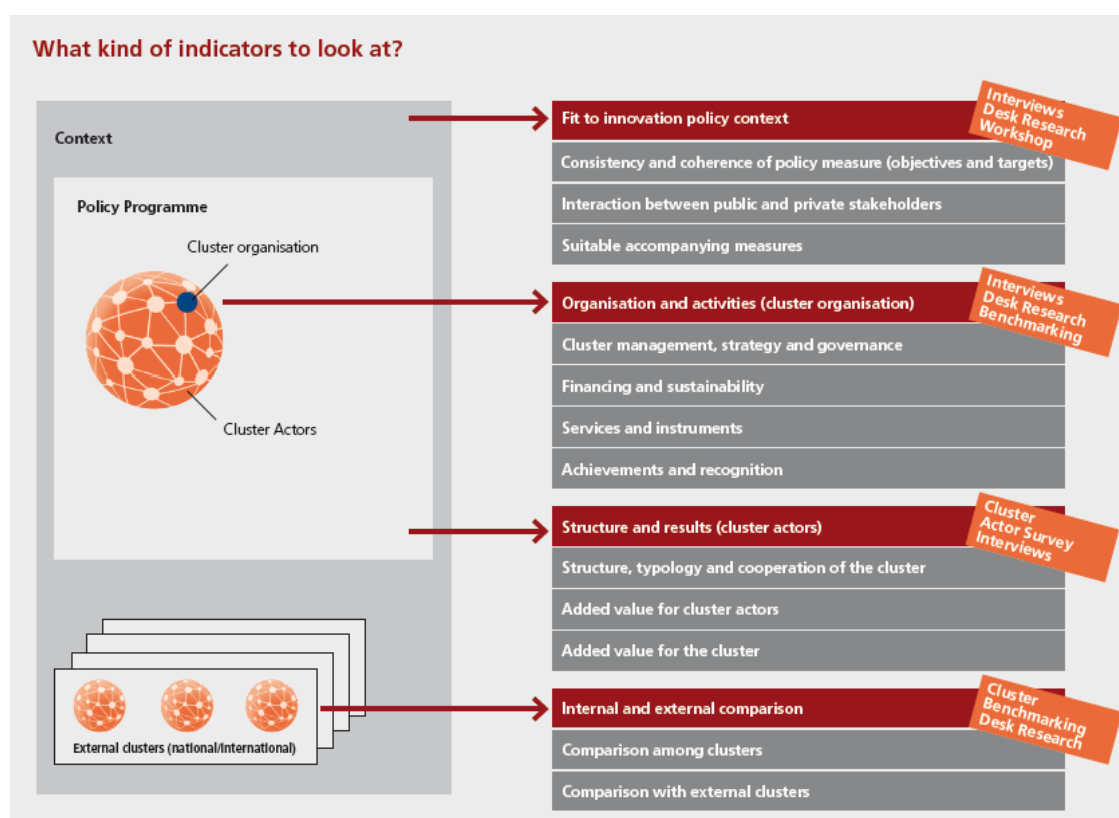 What kind of indicators to look at?
Context
Policy Programme
Cluster organisation
Cluster Actors
External clusters (national/international)
Fit to innovation policy context
Interviews
Desk Research
Workshop
Consistency and coherence of policy measure (objectives and targets)
Interaction between public and private stakeholders
Suitable accompanying measures
Organisation and activities (cluster organisation)
Interviews
Desk Research
Benchmarking
Cluster management, strategy and governance
Financing and sustainability
Services and instruments
Achievements and recognition
Structure and results (cluster actors)
Cluster
Actor Survey
Interviews
Structure, typology and cooperation of the cluster
Added value for cluster actors
Added value for the cluster
Internal and external comparison
Cluster
Benchmarking
Desk Research
Comparison among clusters
Comparison with external clusters